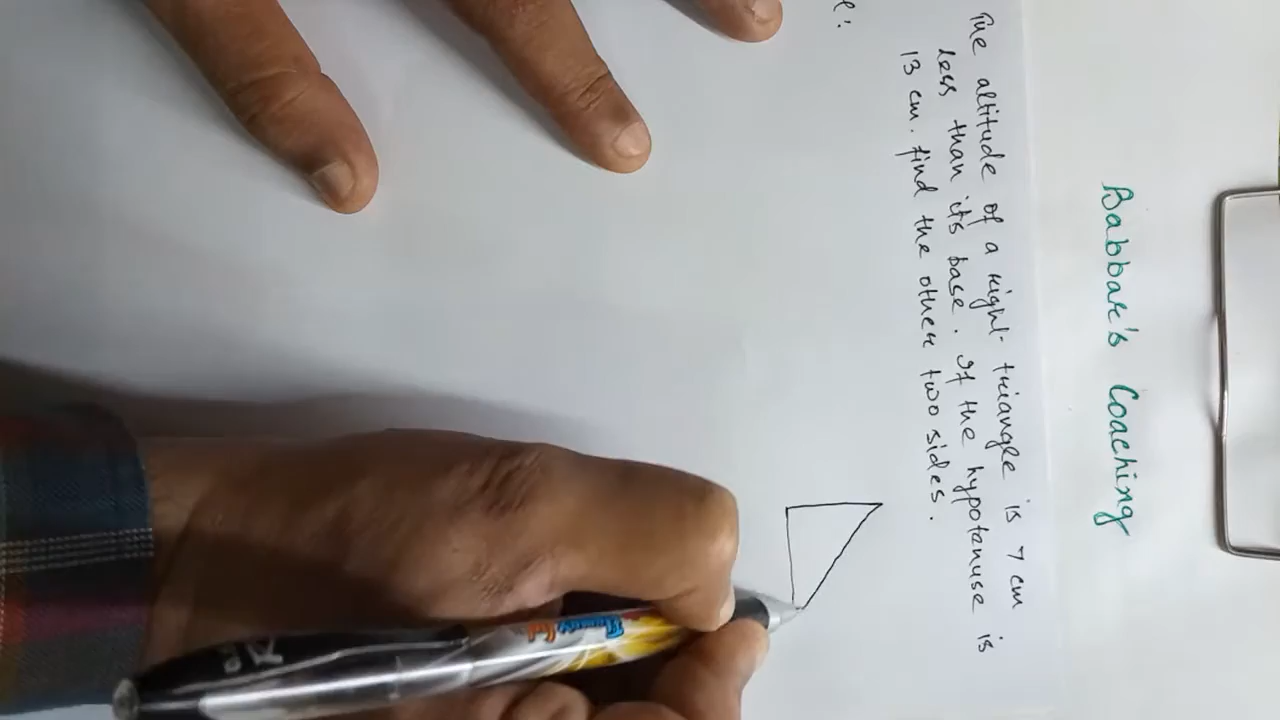 Babbar's Coaching
The altitude of a right triangle is 7 cm
less than its base. If the hypotenuse is
13 cm. find the other two sides.